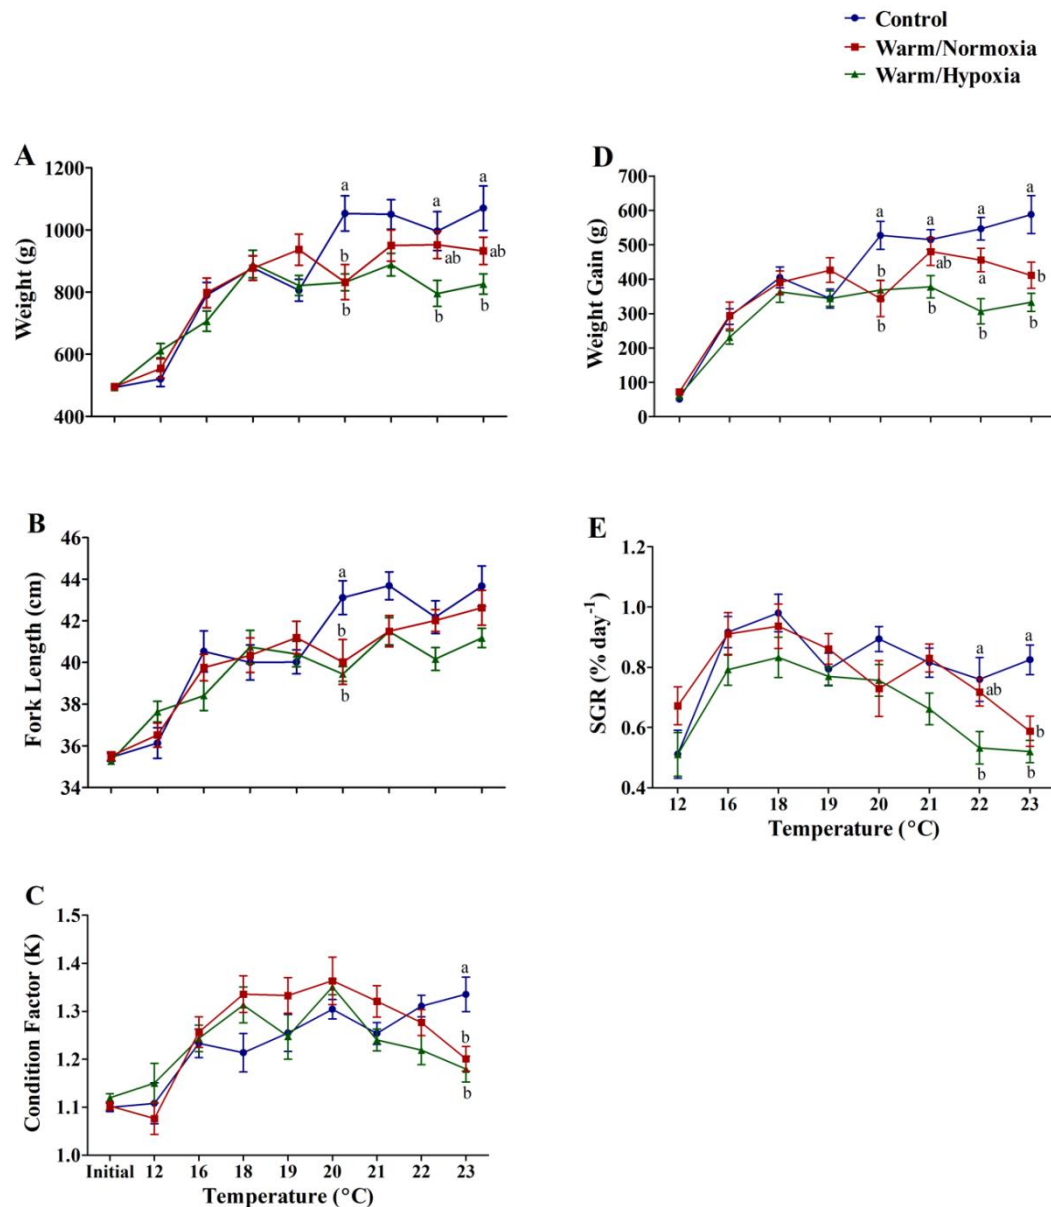 Control
Warm/Normoxia
Warm/Hypoxia
A
Weight (g)
1200
1000
800
600
400
a
b
b
a
ab
b
a
ab
b
D
Weight Gain (g)
700
600
500
400
300
200
100
0
a
b
b
a
ab
b
a
a
b
a
b
b
B
Fork Length (cm)
46
44
42
40
38
36
34
a
b
b
E
SGR (% day⁻¹)
1.2
1.0
0.8
0.6
0.4
a
ab
b
a
b
b
12 16 18 19 20 21 22 23
Temperature (°C)
C
Condition Factor (K)
1.5
1.4
1.3
1.2
1.1
1.0
a
b
b
Initial 12 16 18 19 20 21 22 23
Temperature (°C)